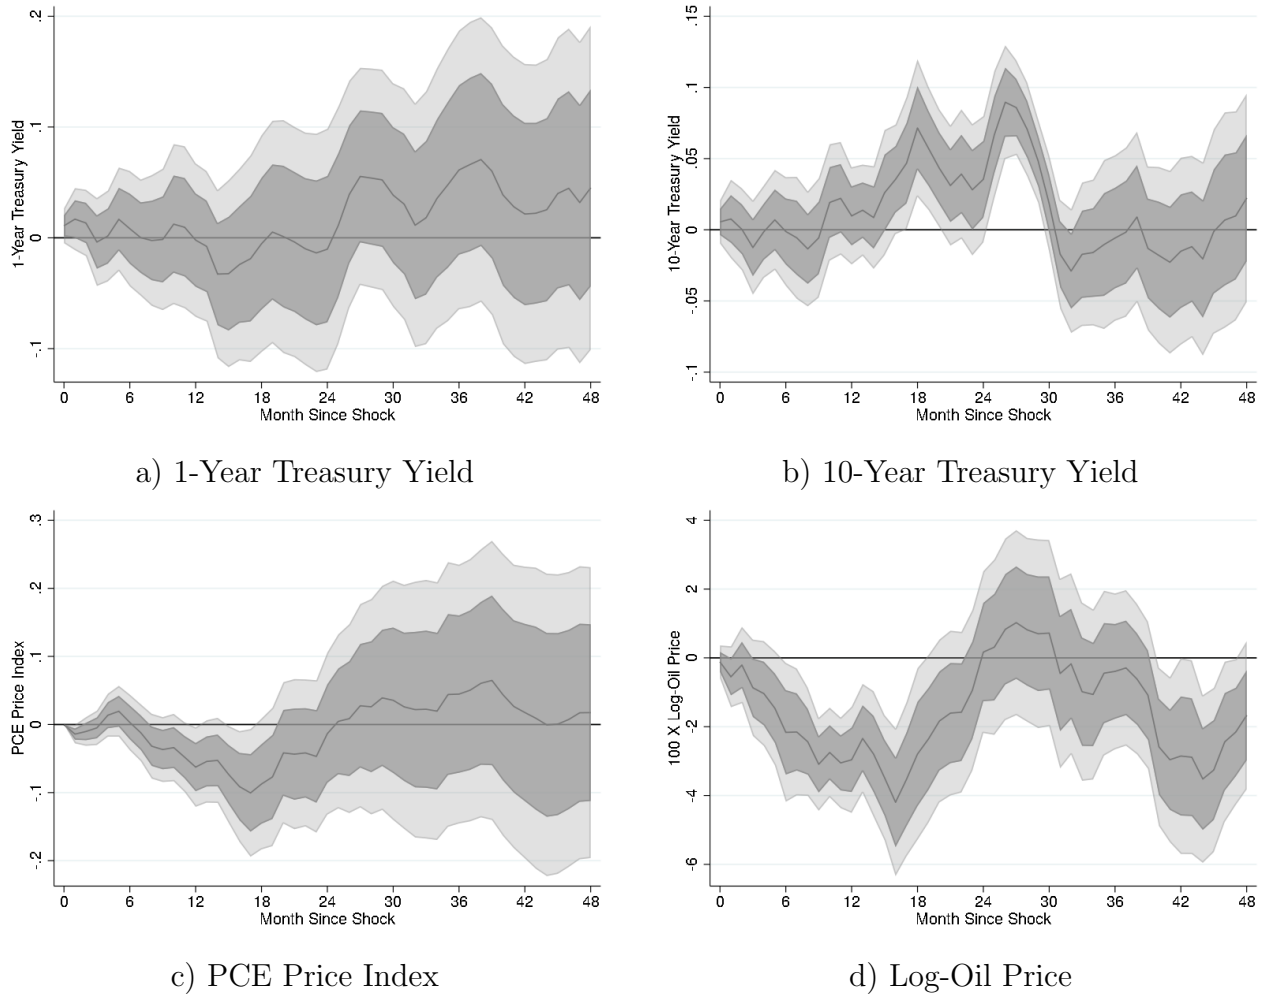 .2
.1
0
-.1
1-Year Treasury Yield
0 6 12 18 24 30 36 42 48
Month Since Shock
a) 1-Year Treasury Yield
.15
.1
.05
0
-.05
-.1
10-Year Treasury Yield
0 6 12 18 24 30 36 42 48
Month Since Shock
b) 10-Year Treasury Yield
.3
.2
.1
0
-.1
-.2
PCE Price Index
0 6 12 18 24 30 36 42 48
Month Since Shock
c) PCE Price Index
4
2
0
-2
-4
-6
100 X Log-Oil Price
0 6 12 18 24 30 36 42 48
Month Since Shock
d) Log-Oil Price